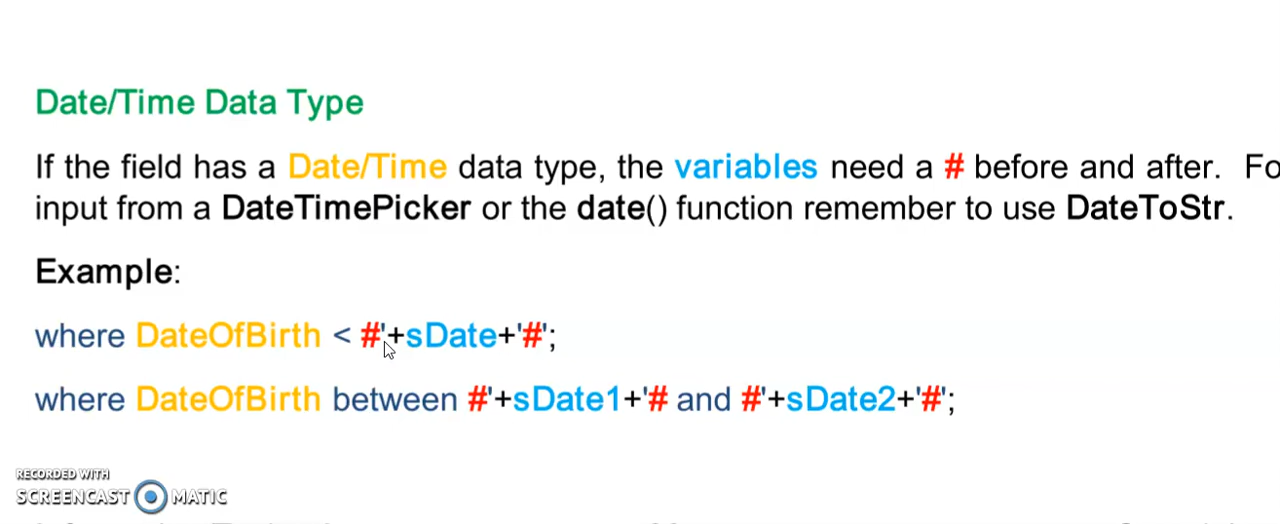 Date/Time Data Type
If the field has a Date/Time data type, the variables need a # before and after. Fo
input from a DateTimePicker or the date() function remember to use DateToStr.
Example:
where DateOfBirth < #'+sDate+'#';
where DateOfBirth between #'+sDate1+'# and #'+sDate2+'#';
RECORDED WITH
SCREENCAST MATIC